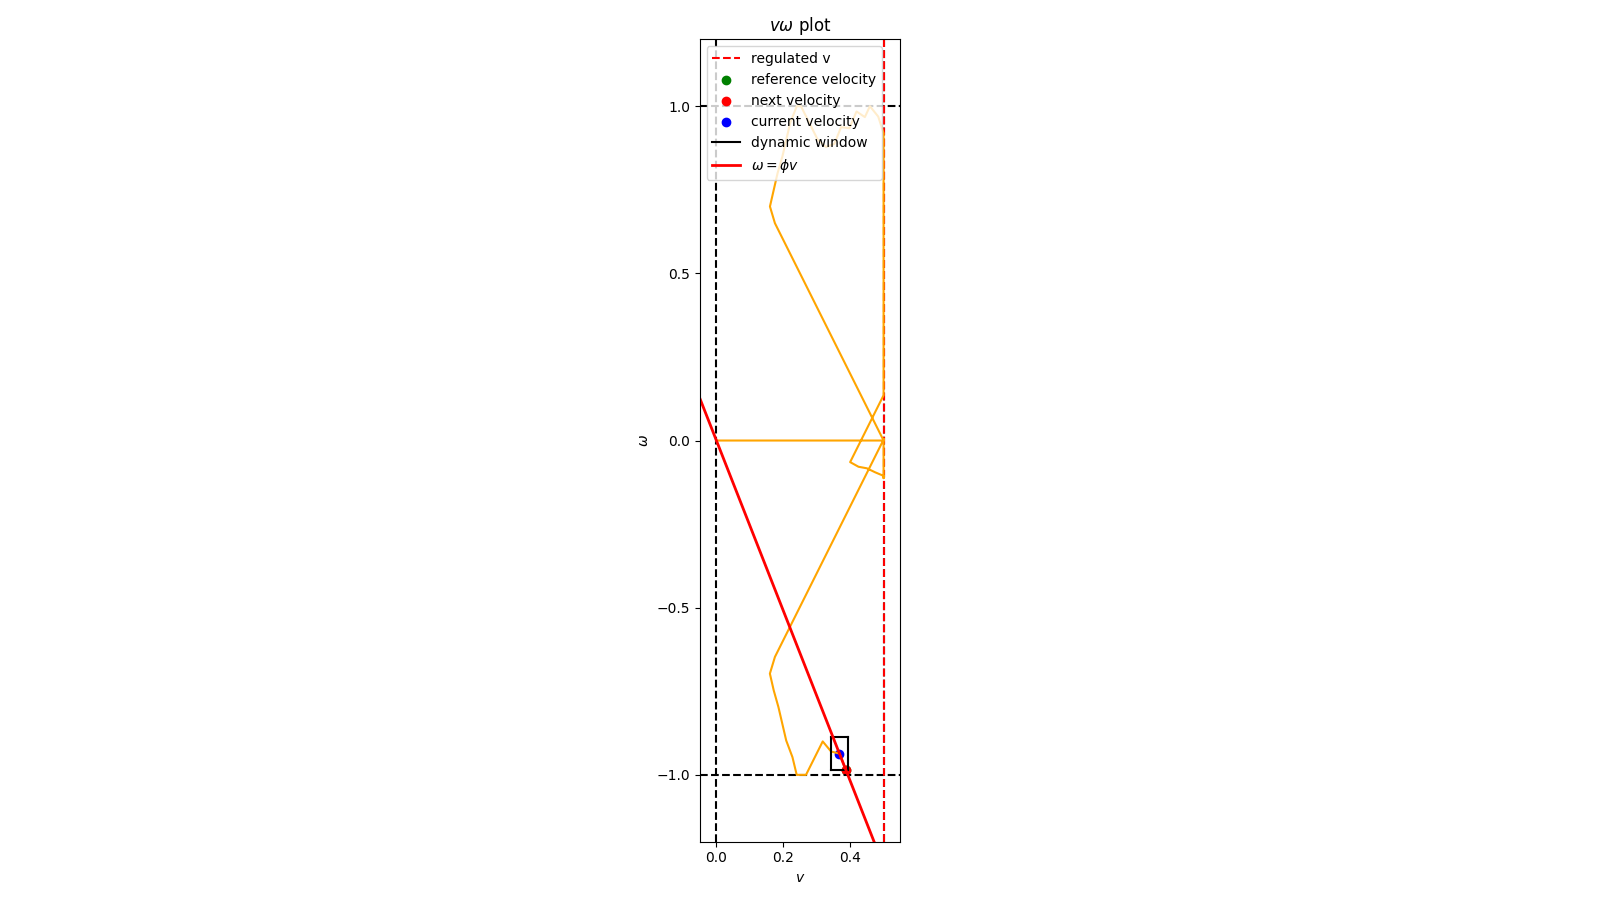 vω plot
regulated v
reference velocity
next velocity
current velocity
dynamic window
ω = ϕv
1.0
0.5
0.0
−0.5
−1.0
ω
0.0 0.2 0.4
v